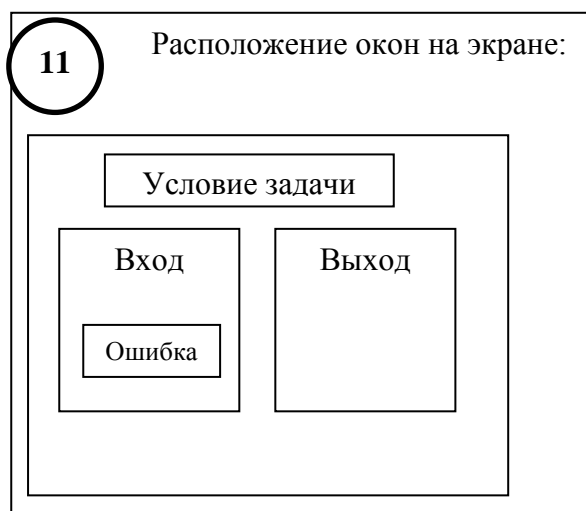 11
Расположение окон на экране:
Условие задачи
Вход
Выход
Ошибка